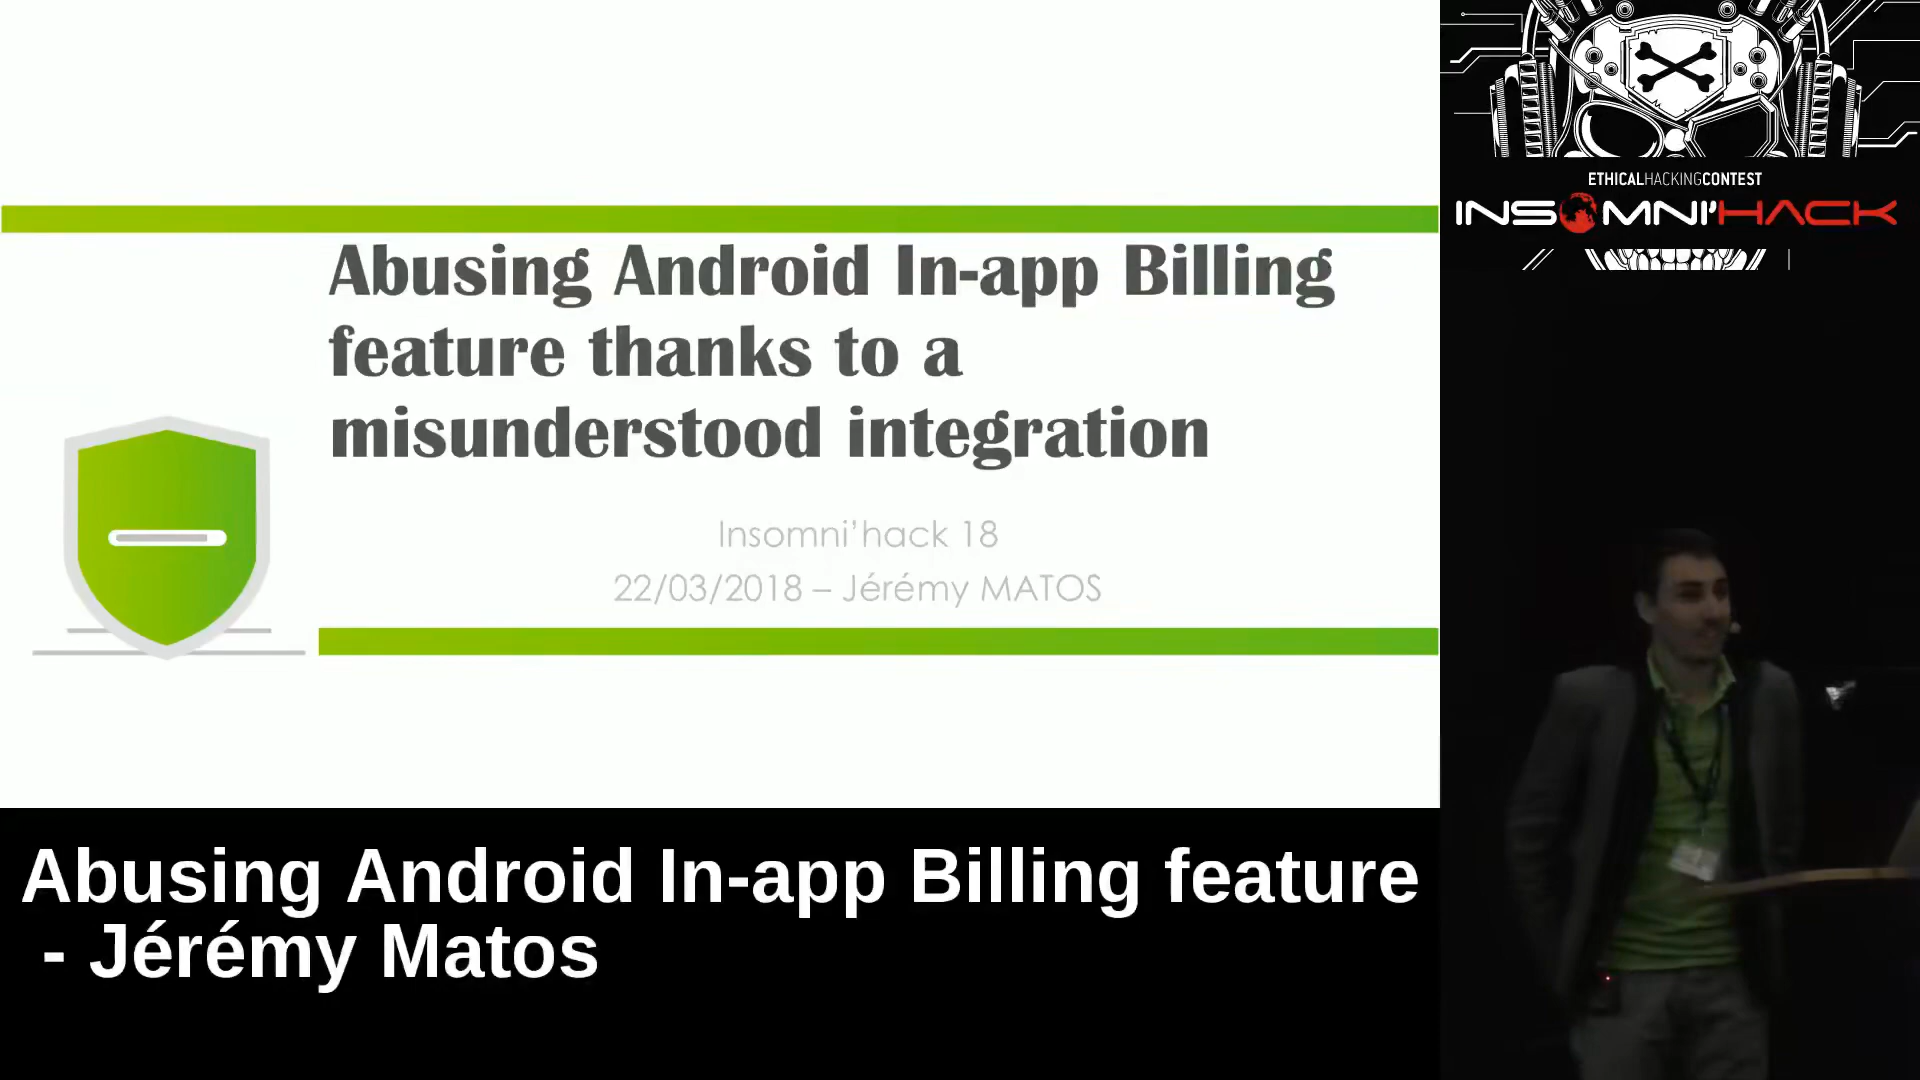 Abusing Android In-app Billing
feature thanks to a
misunderstood integration
Insomni’hack 18
22/03/2018 – Jérémy MATOS
ETHICALHACKINGCONTEST
INSOMNI'HACK
Abusing Android In-app Billing feature
- Jérémy Matos